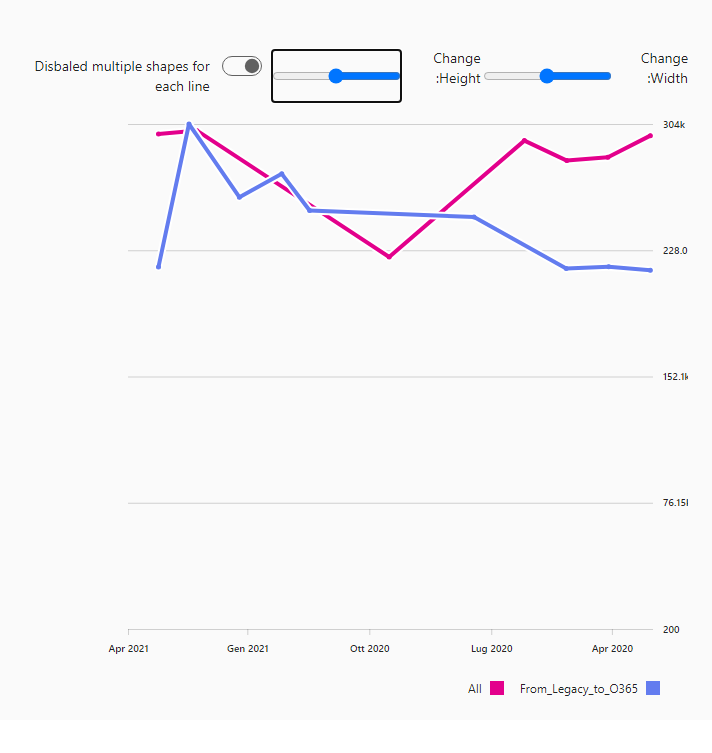 Disbaled multiple shapes for
each line
Change
:Height
Change
:Width
304k
228.0
152.1k
76.15
200
Apr 2021
Gen 2021
Ott 2020
Lug 2020
Apr 2020
All
From_Legacy_to_O365